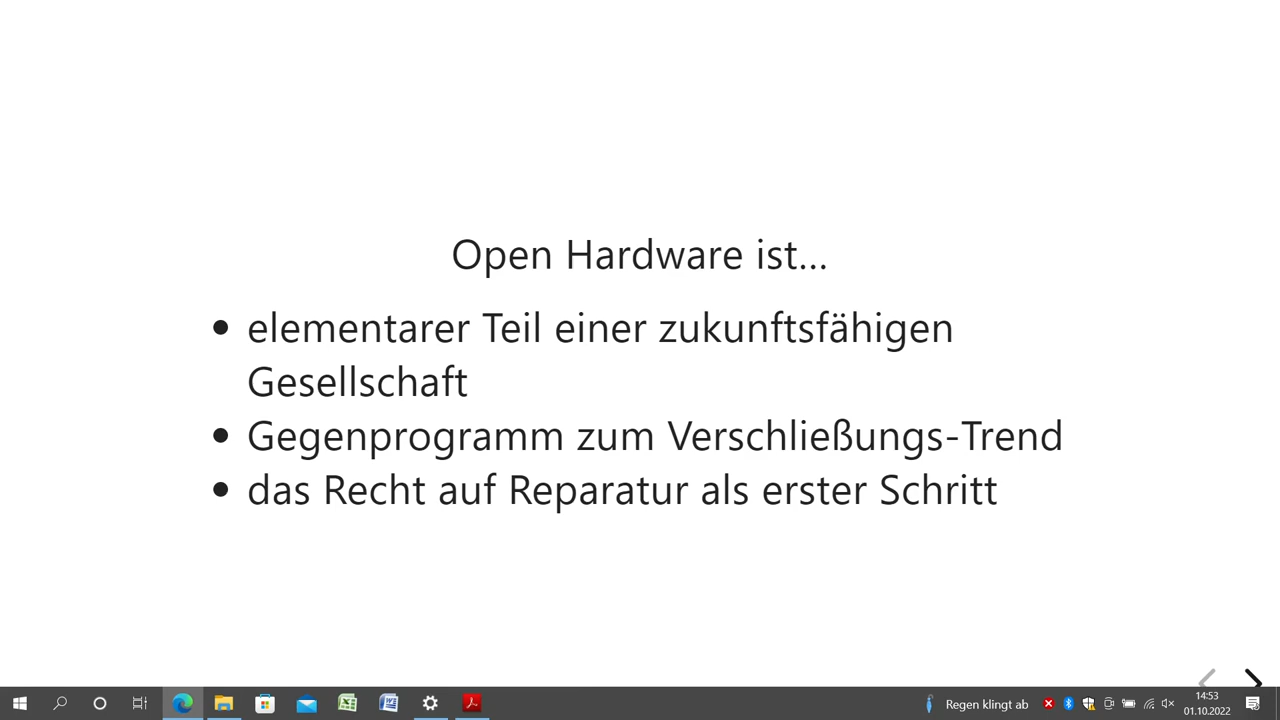 Open Hardware ist...
• elementarer Teil einer zukunftsfähigen
Gesellschaft
• Gegenprogramm zum Verschließungs-Trend
• das Recht auf Reparatur als erster Schritt
Regen klingt ab
14:53
01.10.2022